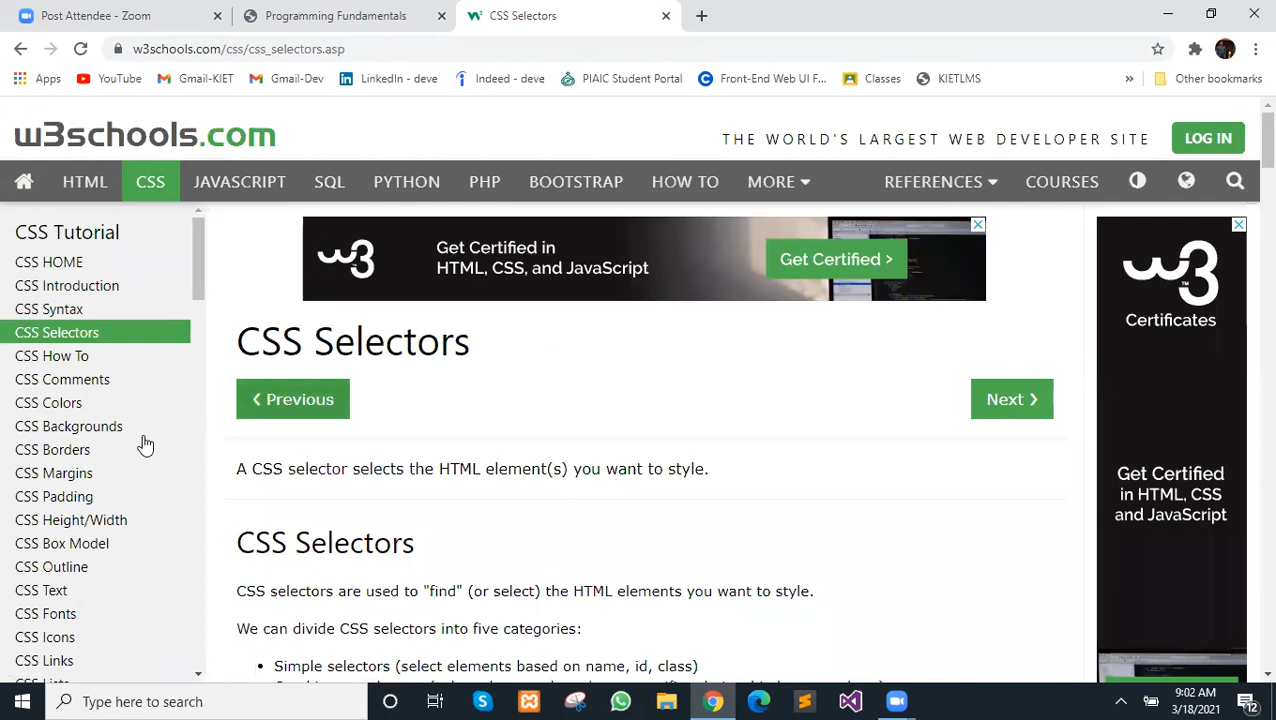 Post Attendee - Zoom
Programming Fundamentals
CSS Selectors
w3schools.com/css/css_selectors.asp
Apps
YouTube
Gmail-KIET
Gmail-Dev
LinkedIn - deve
Indeed - deve
PIAIC Student Portal
Front-End Web UI F...
Classes
KIETLMS
»
Other bookmarks
w3schools.com
THE WORLD'S LARGEST WEB DEVELOPER SITE
LOG IN
HTML
CSS
JAVASCRIPT
SQL
PYTHON
PHP
BOOTSTRAP
HOW TO
MORE
REFERENCES
COURSES
CSS Tutorial
CSS HOME
CSS Introduction
CSS Syntax
CSS Selectors
CSS How To
CSS Comments
CSS Colors
CSS Backgrounds
CSS Borders
CSS Margins
CSS Padding
CSS Height/Width
CSS Box Model
CSS Outline
CSS Text
CSS Fonts
CSS Icons
CSS Links
w3
Get Certified in
HTML, CSS, and JavaScript
Get Certified >
CSS Selectors
❮ Previous
Next ❯
A CSS selector selects the HTML element(s) you want to style.
CSS Selectors
CSS selectors are used to "find" (or select) the HTML elements you want to style.
We can divide CSS selectors into five categories:
• Simple selectors (select elements based on name, id, class)
w3
TM
Certificates
Get Certified
in HTML, CSS
and JavaScript
Type here to search
9:02 AM
3/18/2021
12